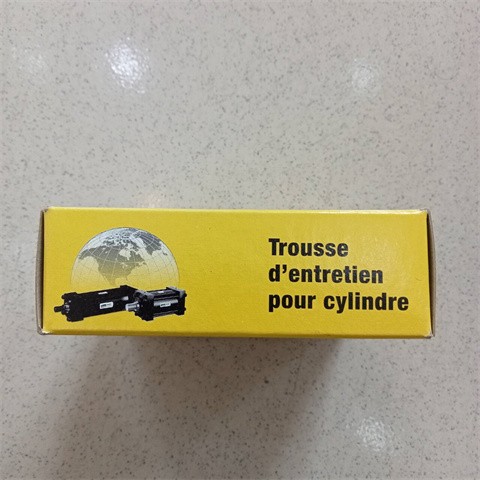 Trousse
d'entretien
pour cylindre